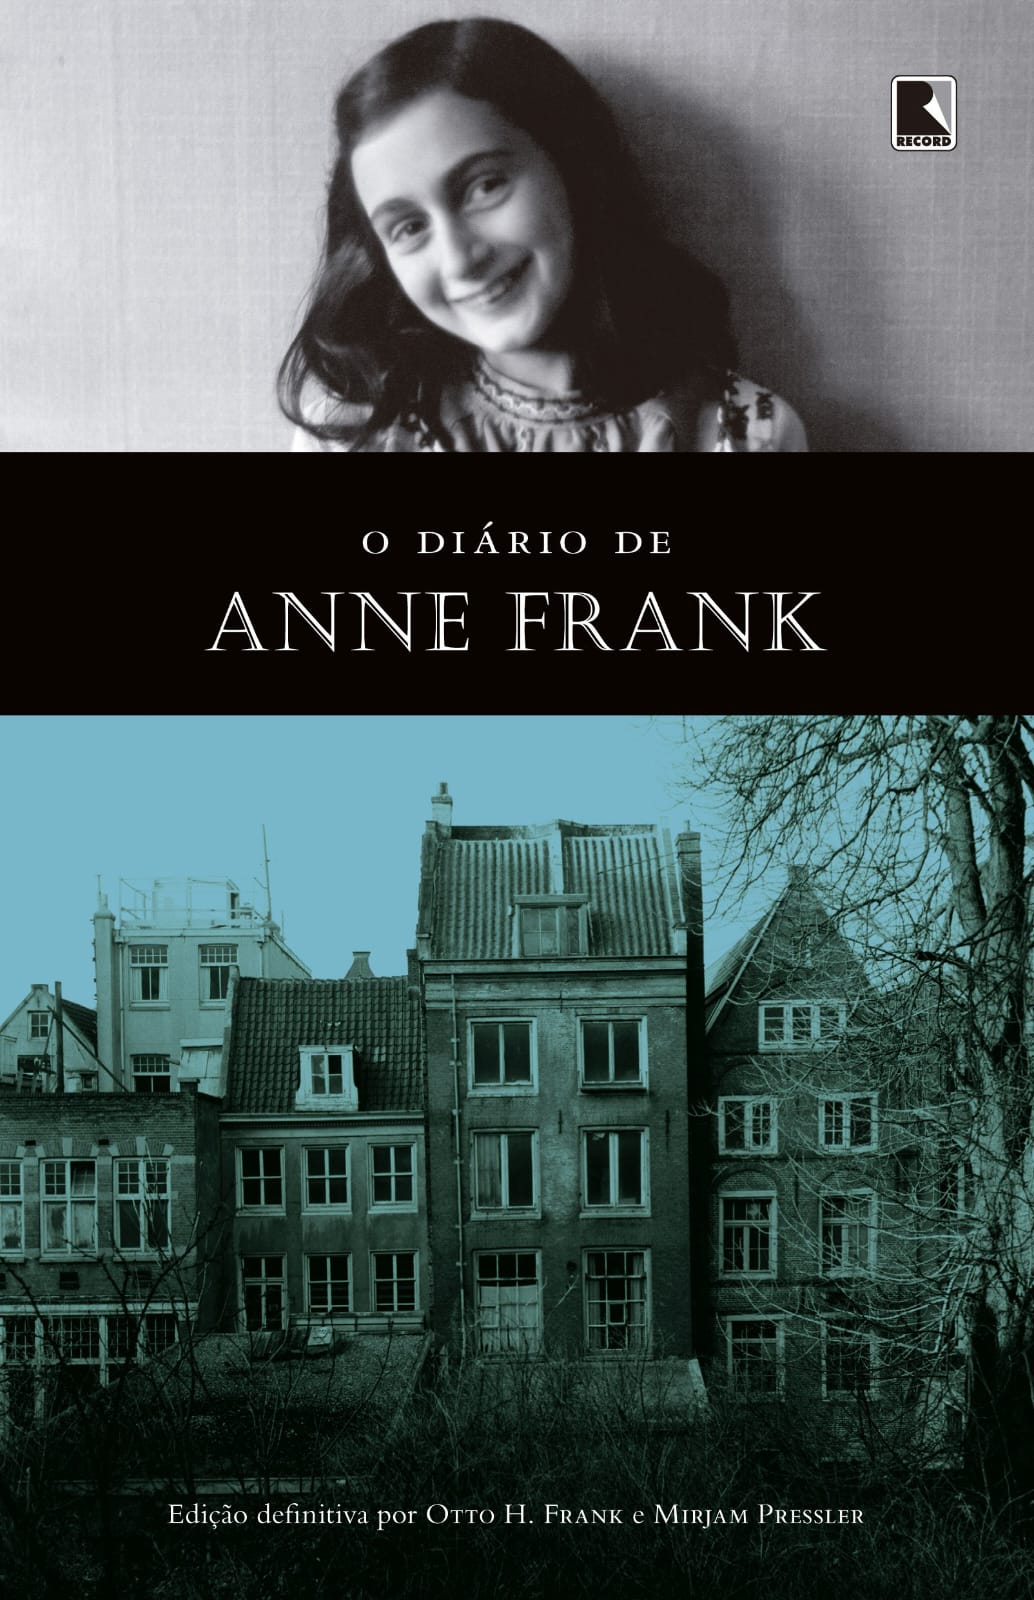 RECORD
O DIÁRIO DE
ANNE FRANK
Edição definitiva por OTTO H. FRANK e MIRJAM PRESSLER